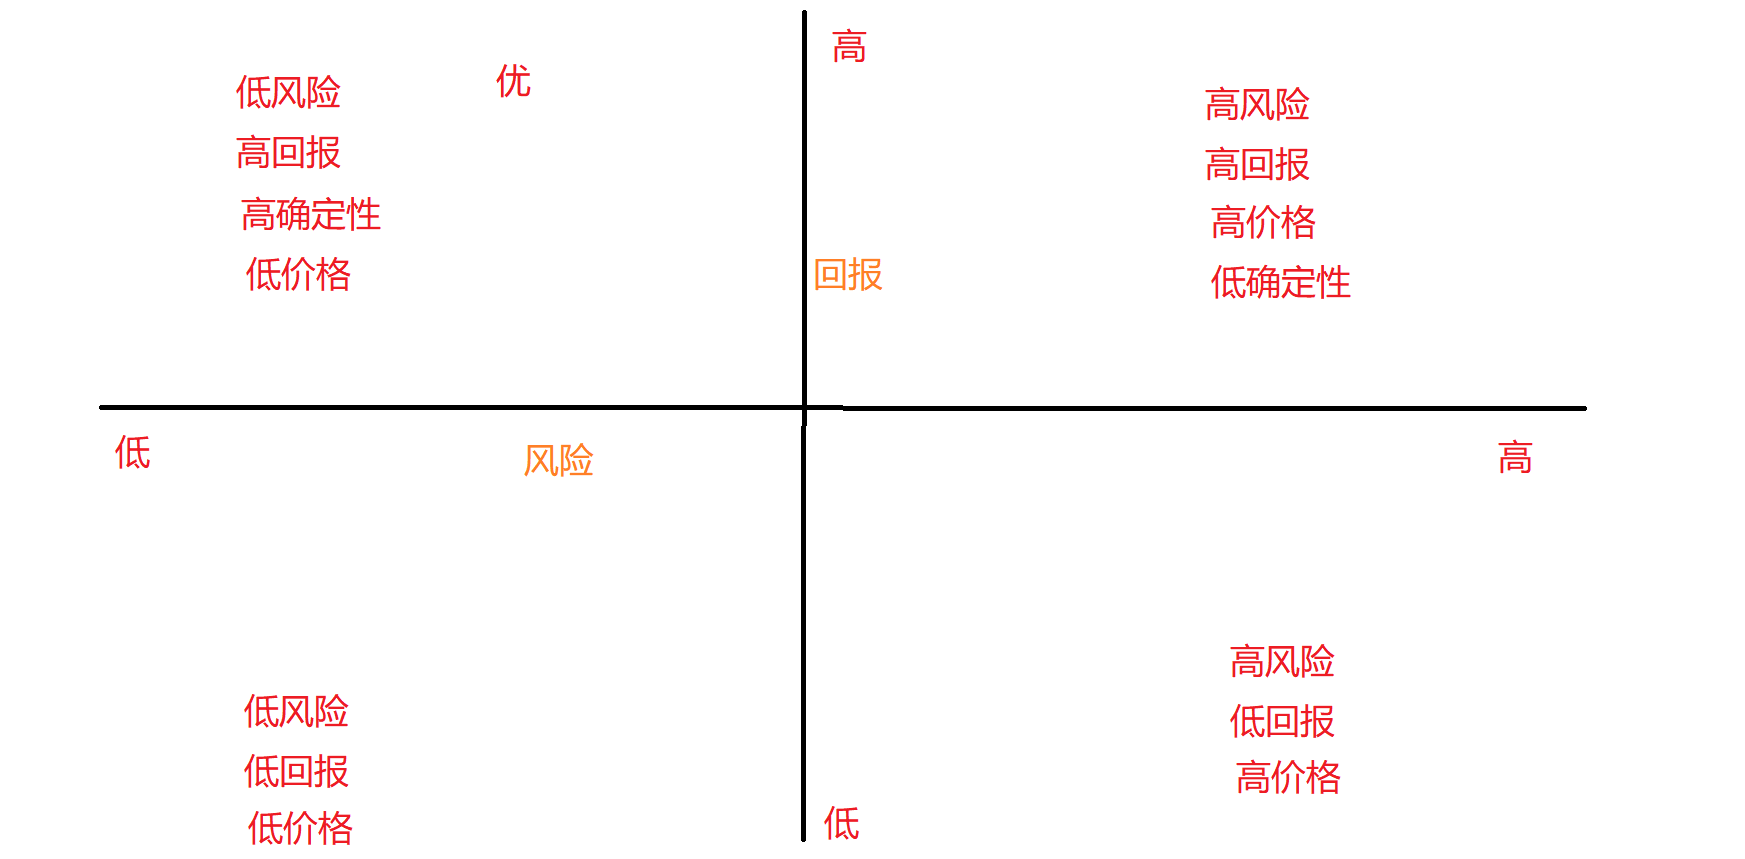 高
低风险
优
高回报
高确定性
低价格
高风险
高回报
高价格
低确定性
回报
低
风险
高
低风险
低回报
低价格
高风险
低回报
高价格
低